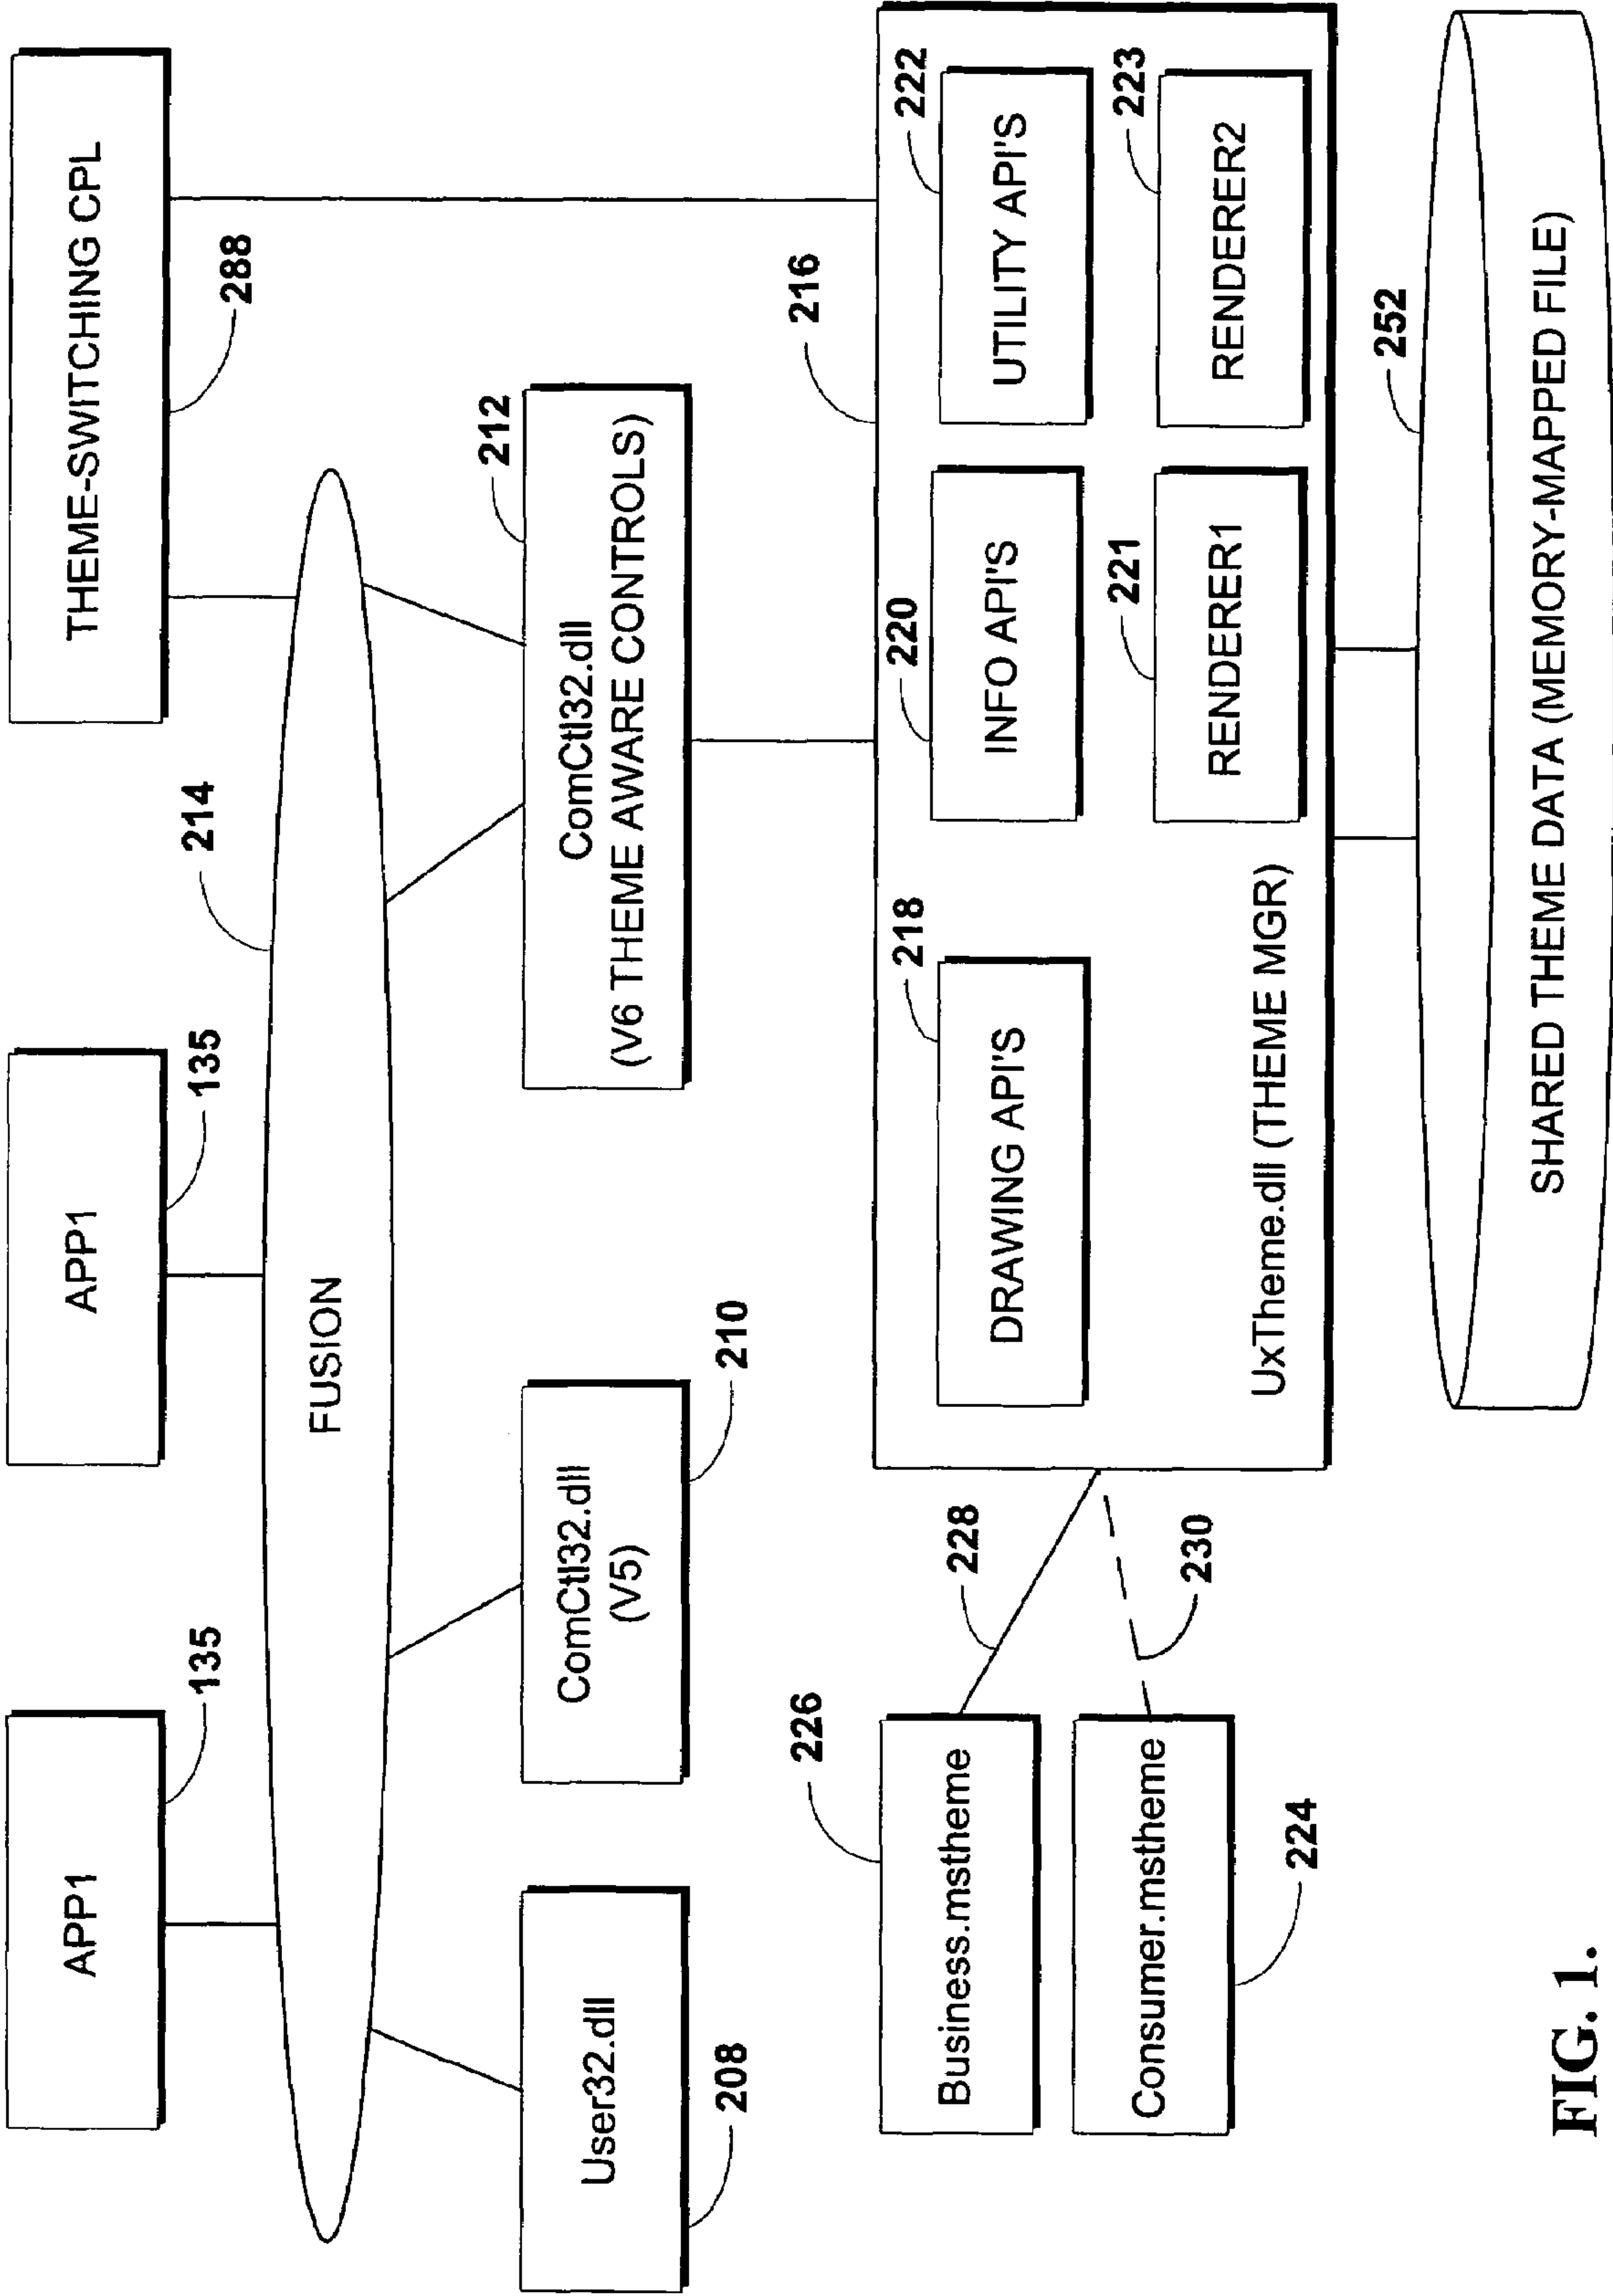 APP1
135
APP1
135
THEME-SWITCHING CPL
288
214
FUSION
User32.dll
208
ComCtl32.dll
(V5)
210
212
ComCtl32.dll
(V6 THEME AWARE CONTROLS)
216
226
Business.mstheme
228
Consumer.mstheme
224
230
218
DRAWING API'S
220
INFO API'S
222
UTILITY API'S
221
RENDERER1
223
RENDERER2
UxTheme.dll (THEME MGR)
252
SHARED THEME DATA (MEMORY-MAPPED FILE)
FIG. 1.